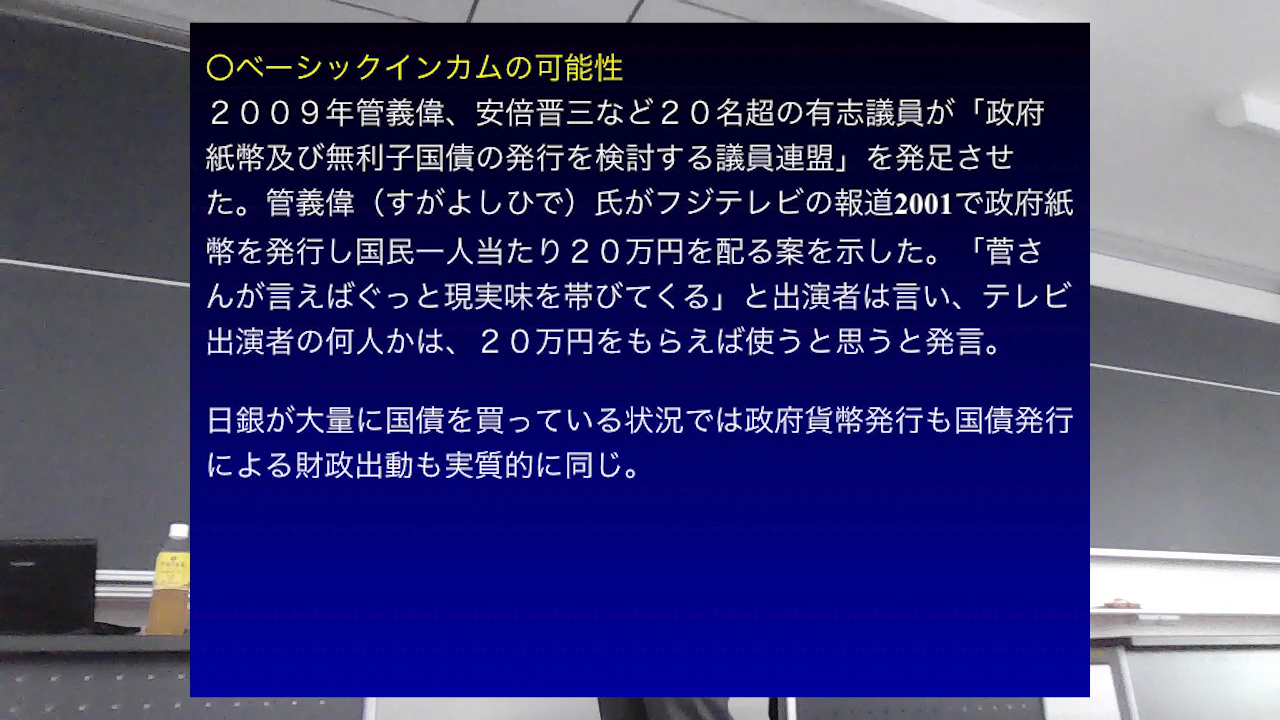 〇ベーシックインカムの可能性
２００９年管義偉、安倍晋三など２０名超の有志議員が「政府
紙幣及び無利子国債の発行を検討する議員連盟」を発足させ
た。管義偉（すがよしひで）氏がフジテレビの報道2001で政府紙
幣を発行し国民一人当たり２０万円を配る案を示した。「菅さ
んが言えばぐっと現実味を帯びてくる」と出演者は言い、テレビ
出演者の何人かは、２０万円をもらえば使うと思うと発言。
日銀が大量に国債を買っている状況では政府貨幣発行も国債発行
による財政出動も実質的に同じ。